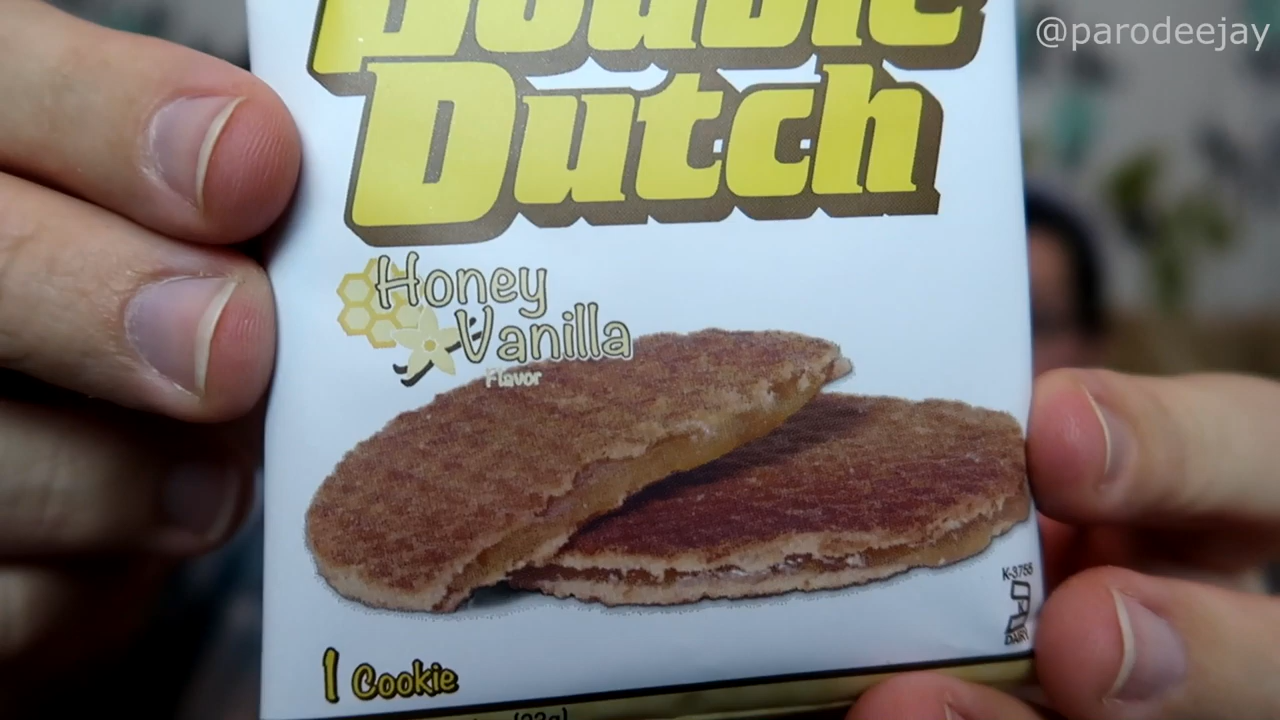 @parodeejay
Double
Dutch
Honey
Vanilla
Flavor
K-3755
DAIRY
1 Cookie